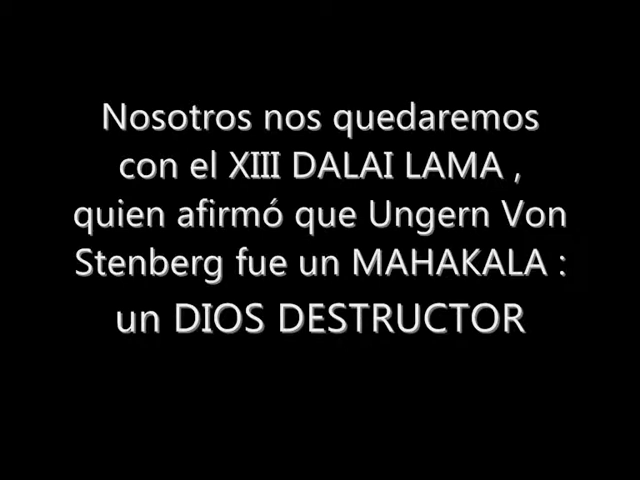 Nosotros nos quedaremos
con el XIII DALAI LAMA ,
quien afirmó que Ungern Von
Stenberg fue un MAHAKALA :
un DIOS DESTRUCTOR